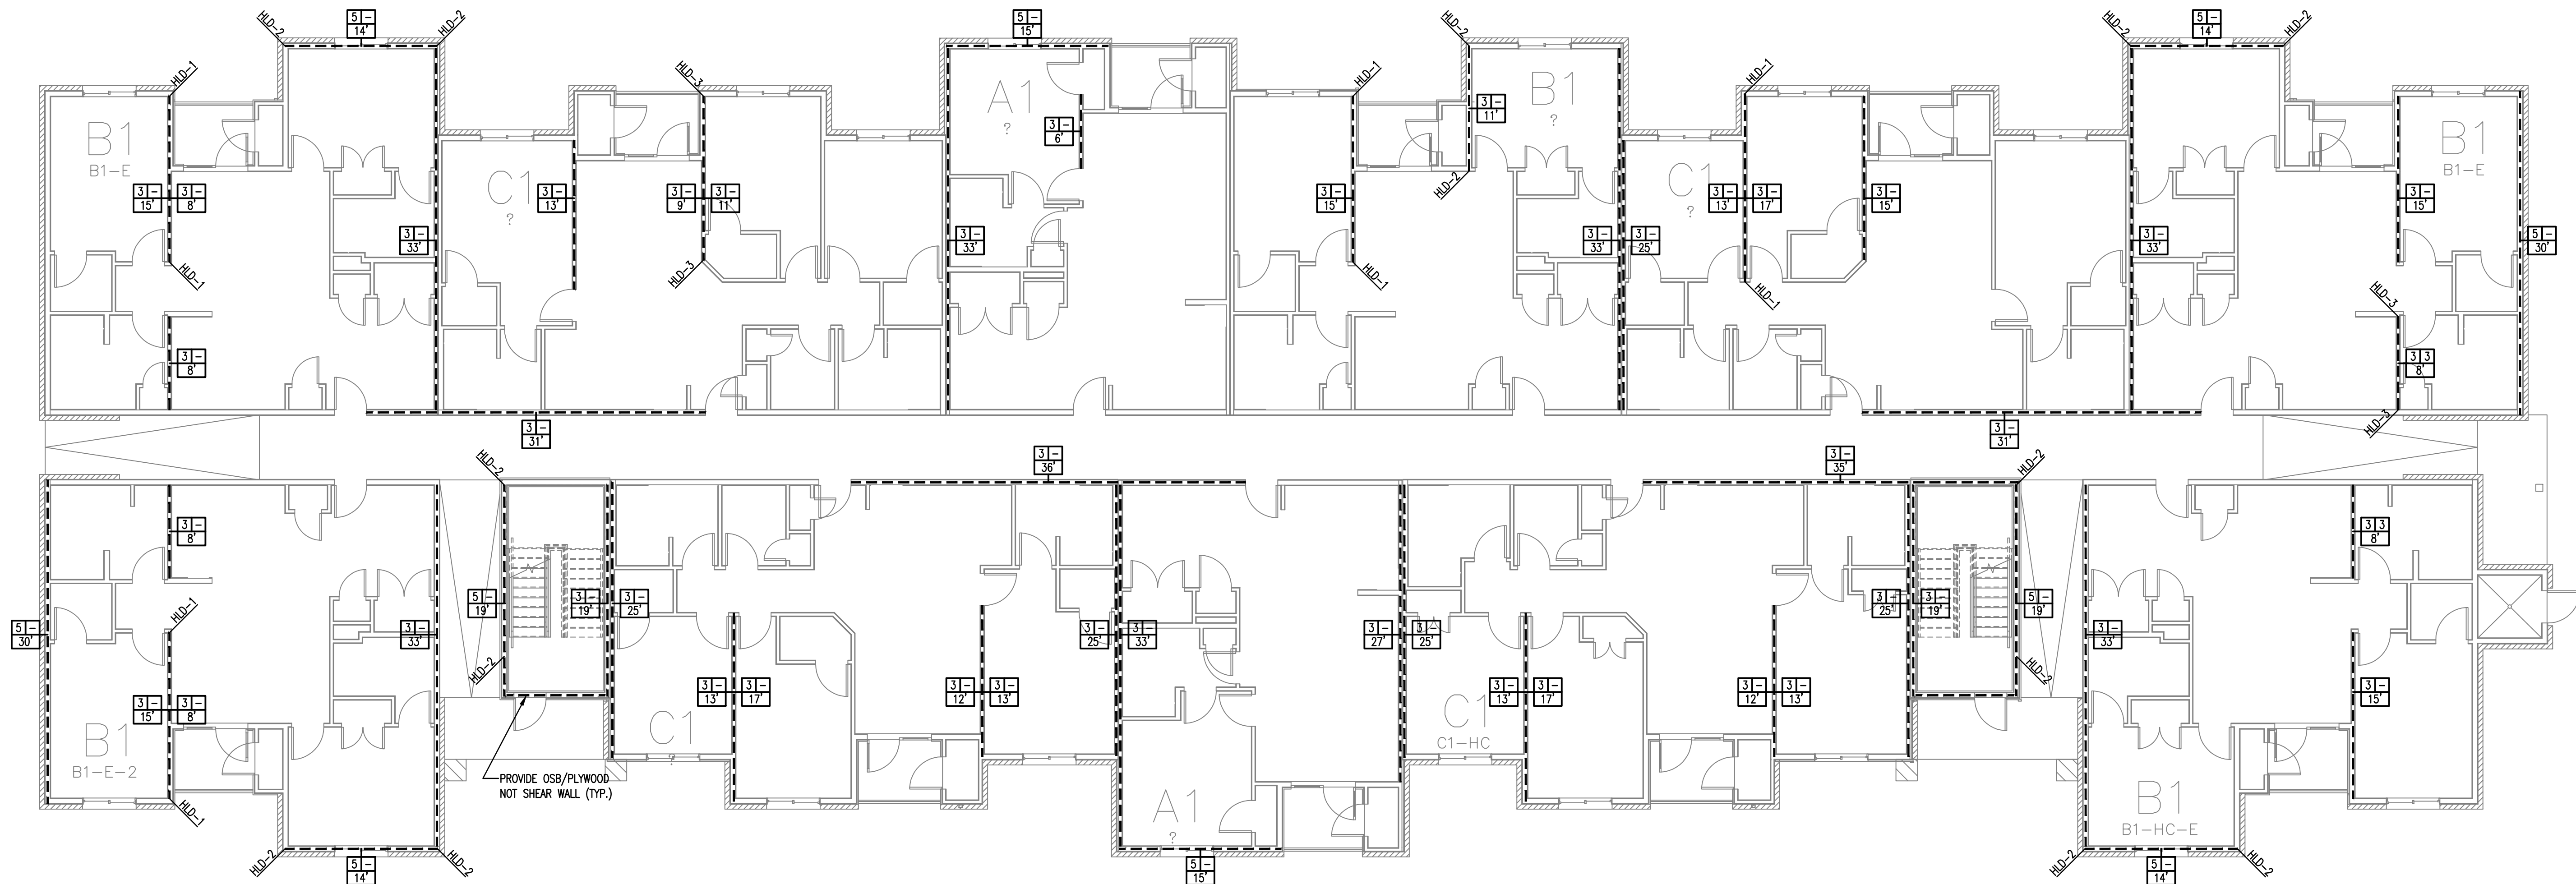 HLD-2
5 -
14'
HLD-2
5 -
15'
HLD-2
HLD-2
5 -
14'
HLD-2
HLD-1
HLD-3
HLD-1
HLD-1
B1
B1-E
A1
?
3 -
6'
3 -
11'
B1
?
B1
B1-E
C1
?
C1
?
3 -
15'
3 -
8'
3 -
13'
3 -
9'
3 -
11'
3 -
15'
HLD-2
3 -
13'
3 -
17'
3 -
15'
3 -
15'
3 -
33'
3 -
33'
3 -
33'
3 -
25'
3 -
33'
5 -
30'
HLD-1
HLD-3
HLD-1
HLD-1
HLD-3
3 -
8'
3 3
8'
3 -
31'
3 -
31'
HLD-3
HLD-2
3 -
36'
3 -
35'
HLD-2
3 -
8'
3 3
8'
5 -
19'
3 -
19'
3 -
25'
3 -
25'
3 -
19'
5 -
19'
HLD-1
5 -
30'
3 -
33'
3 -
25'
3 -
33'
3 -
27'
3 -
25'
3 -
33'
HLD-2
HLD-2
3 -
15'
3 -
8'
3 -
13'
3 -
17'
3 -
12'
3 -
13'
3 -
13'
3 -
17'
3 -
12'
3 -
13'
3 -
15'
B1
B1-E-2
C1
?
C1
C1-HC
PROVIDE OSB/PLYWOOD
NOT SHEAR WALL (TYP.)
A1
?
B1
B1-HC-E
HLD-1
HLD-2
5 -
14'
HLD-2
5 -
15'
HLD-2
5 -
14'
HLD-2